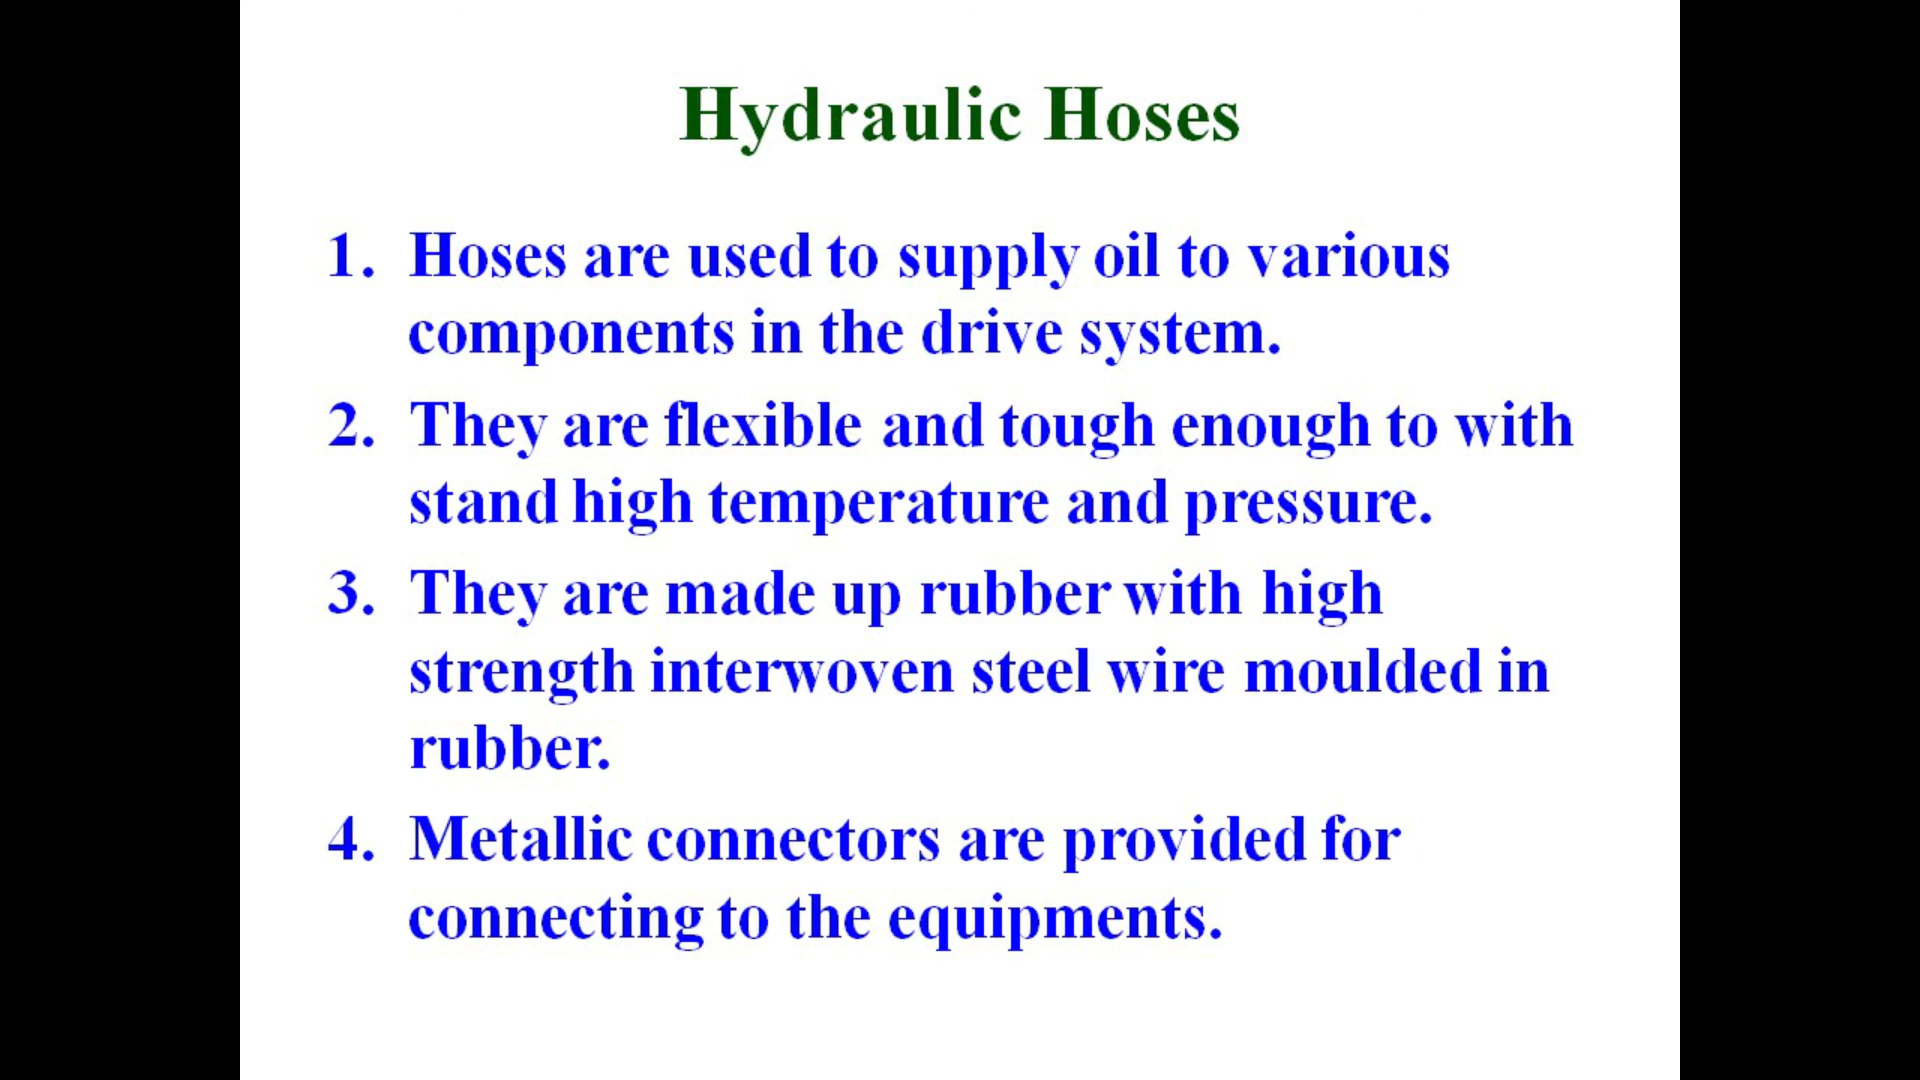 Hydraulic Hoses
1. Hoses are used to supply oil to various
components in the drive system.
2. They are flexible and tough enough to with
stand high temperature and pressure.
3. They are made up rubber with high
strength interwoven steel wire moulded in
rubber.
4. Metallic connectors are provided for
connecting to the equipments.